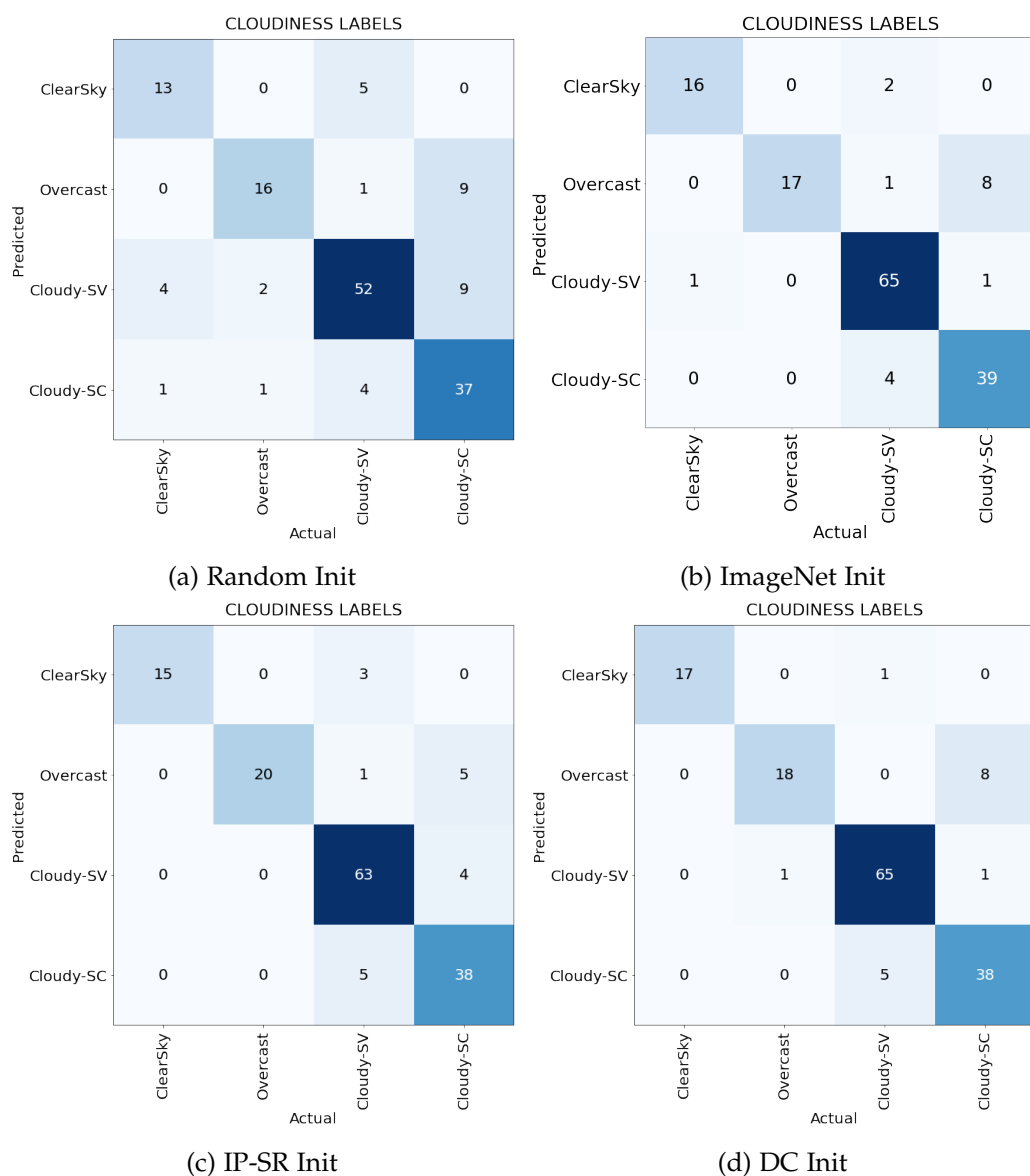 CLOUDINESS LABELS
ClearSky 13 0 5 0
Overcast 0 16 1 9
Cloudy-SV 4 2 52 9
Cloudy-SC 1 1 4 37
Predicted
ClearSky Overcast Cloudy-SV Cloudy-SC
Actual
(a) Random Init
CLOUDINESS LABELS
ClearSky 16 0 2 0
Overcast 0 17 1 8
Cloudy-SV 1 0 65 1
Cloudy-SC 0 0 4 39
Predicted
ClearSky Overcast Cloudy-SV Cloudy-SC
Actual
(b) ImageNet Init
CLOUDINESS LABELS
ClearSky 15 0 3 0
Overcast 0 20 1 5
Cloudy-SV 0 0 63 4
Cloudy-SC 0 0 5 38
Predicted
ClearSky Overcast Cloudy-SV Cloudy-SC
Actual
(c) IP-SR Init
CLOUDINESS LABELS
ClearSky 17 0 1 0
Overcast 0 18 0 8
Cloudy-SV 0 1 65 1
Cloudy-SC 0 0 5 38
Predicted
ClearSky Overcast Cloudy-SV Cloudy-SC
Actual
(d) DC Init